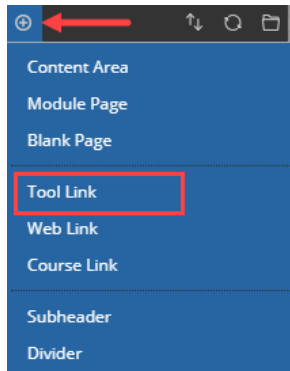 Content Area
Module Page
Blank Page
Tool Link
Web Link
Course Link
Subheader
Divider